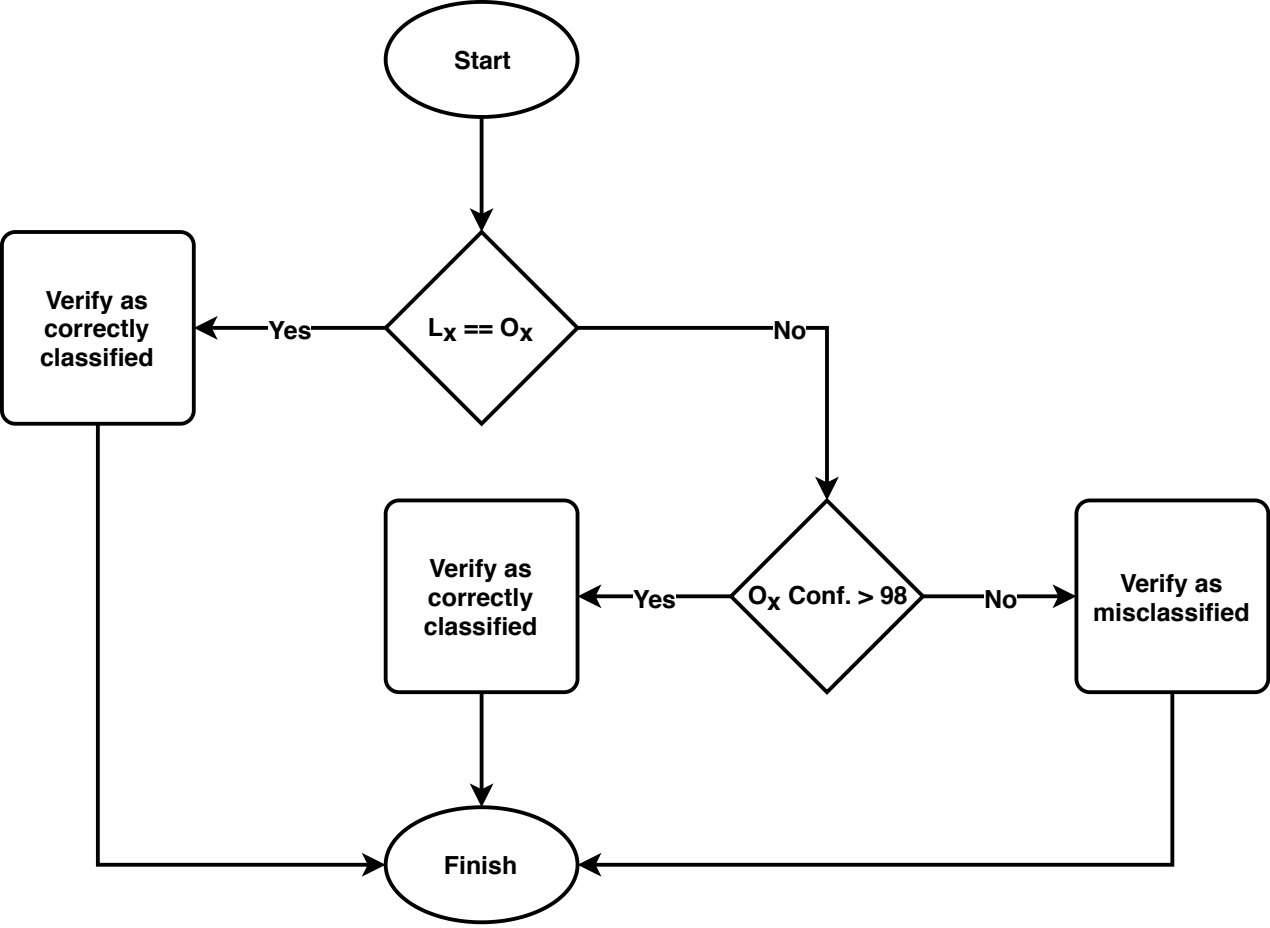 Start
Verify as
correctly
classified
Yes
Lx == Ox
No
Verify as
correctly
classified
Yes
Ox Conf. > 98
No
Verify as
misclassified
Finish